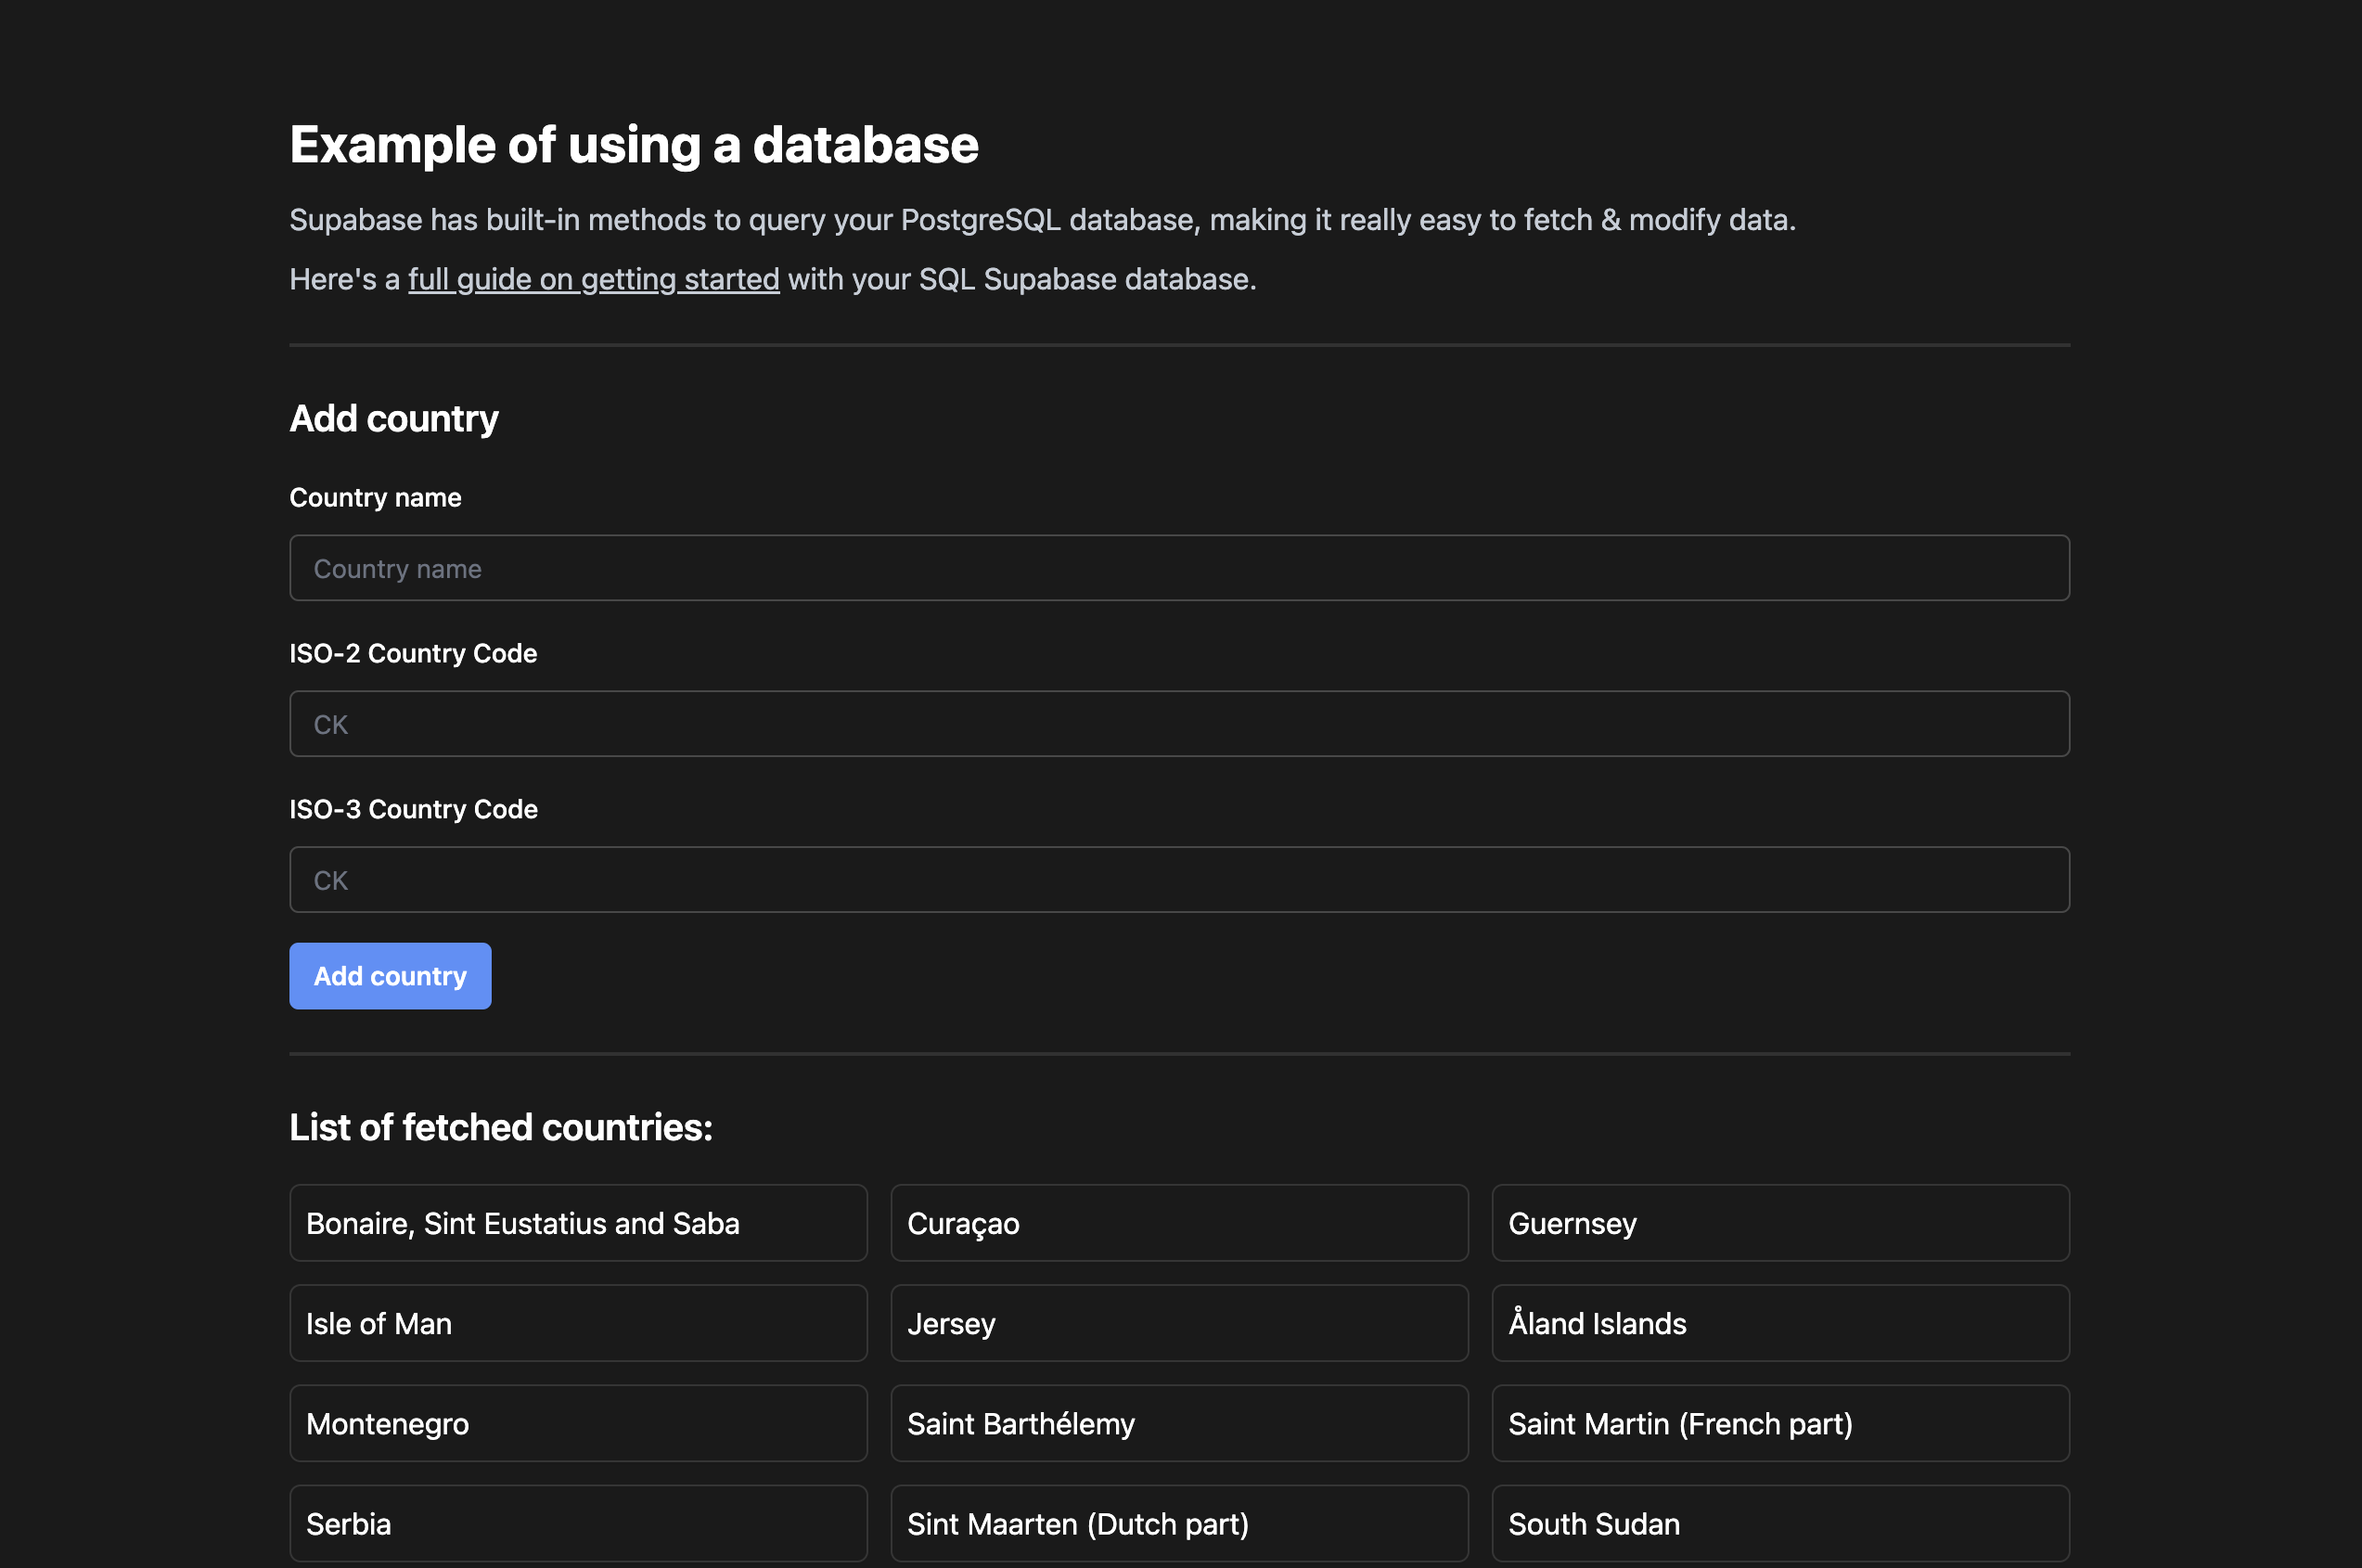 Example of using a database
Supabase has built-in methods to query your PostgreSQL database, making it really easy to fetch & modify data.
Here's a full guide on getting started with your SQL Supabase database.
Add country
Country name
Country name
ISO-2 Country Code
CK
ISO-3 Country Code
CK
Add country
List of fetched countries:
Bonaire, Sint Eustatius and Saba
Curaçao
Guernsey
Isle of Man
Jersey
Åland Islands
Montenegro
Saint Barthélemy
Saint Martin (French part)
Serbia
Sint Maarten (Dutch part)
South Sudan